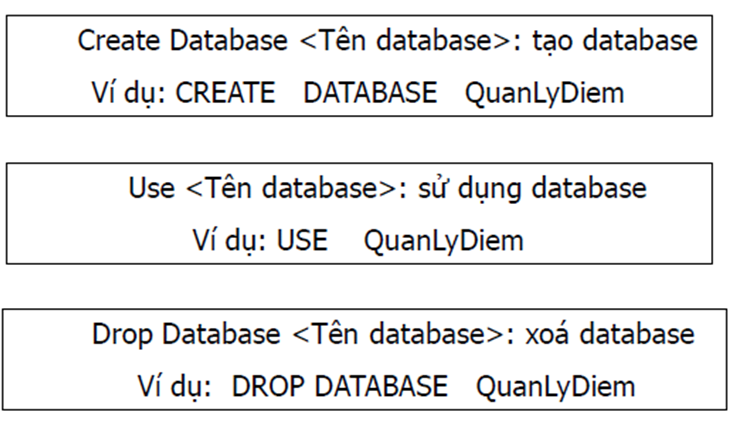 Create Database <Tên database>: tạo database
Ví dụ: CREATE DATABASE QuanLyDiem
Use <Tên database>: sử dụng database
Ví dụ: USE QuanLyDiem
Drop Database <Tên database>: xoá database
Ví dụ: DROP DATABASE QuanLyDiem